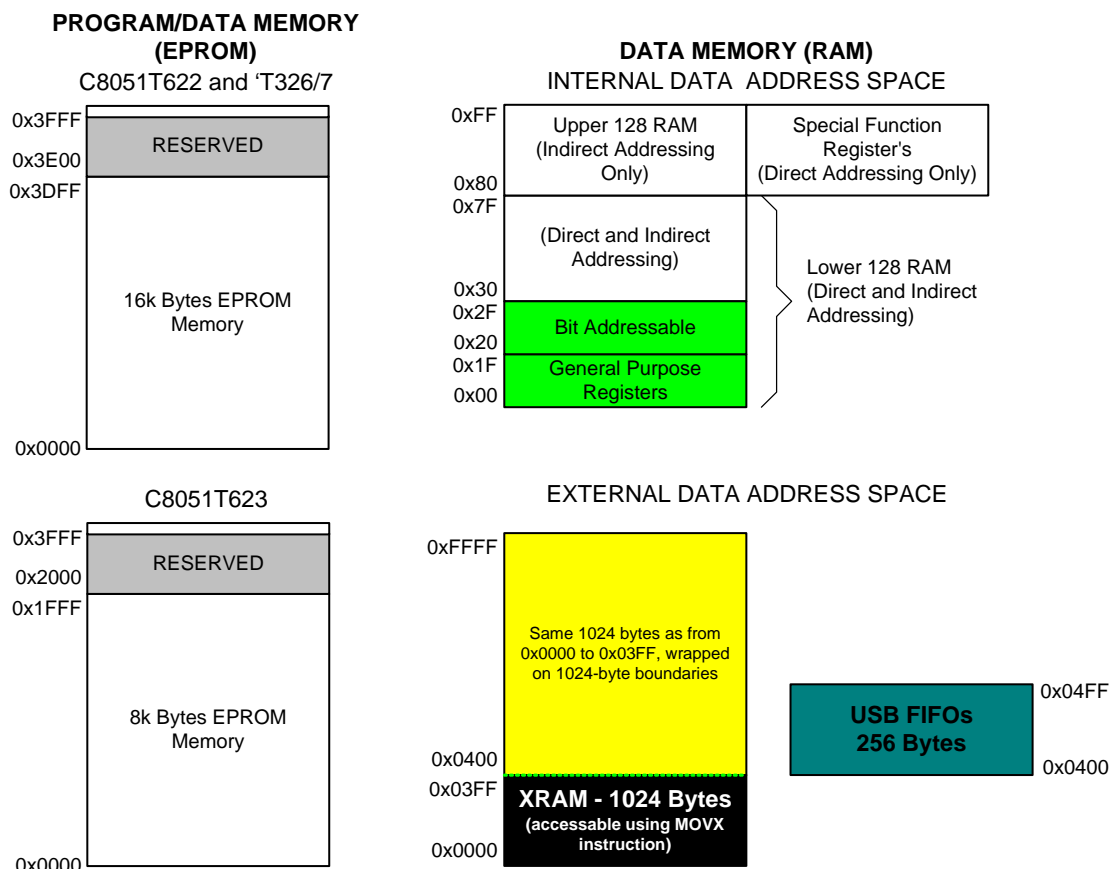 PROGRAM/DATA MEMORY
(EPROM)
C8051T622 and ‘T326/7
0x3FFF
RESERVED
0x3E00
0x3DFF
16k Bytes EPROM
Memory
0x0000
C8051T623
0x3FFF
RESERVED
0x2000
0x1FFF
8k Bytes EPROM
Memory
0x0000
DATA MEMORY (RAM)
INTERNAL DATA ADDRESS SPACE
0xFF
Upper 128 RAM
(Indirect Addressing
Only)
0x80
Special Function
Register's
(Direct Addressing Only)
0x7F
(Direct and Indirect
Addressing)
0x30
Lower 128 RAM
(Direct and Indirect
Addressing)
0x2F
Bit Addressable
0x20
0x1F
General Purpose
Registers
0x00
EXTERNAL DATA ADDRESS SPACE
0xFFFF
Same 1024 bytes as from
0x0000 to 0x03FF, wrapped
on 1024-byte boundaries
0x0400
0x03FF
XRAM - 1024 Bytes
(accessable using MOVX
instruction)
0x0000
0x04FF
USB FIFOs
256 Bytes
0x0400